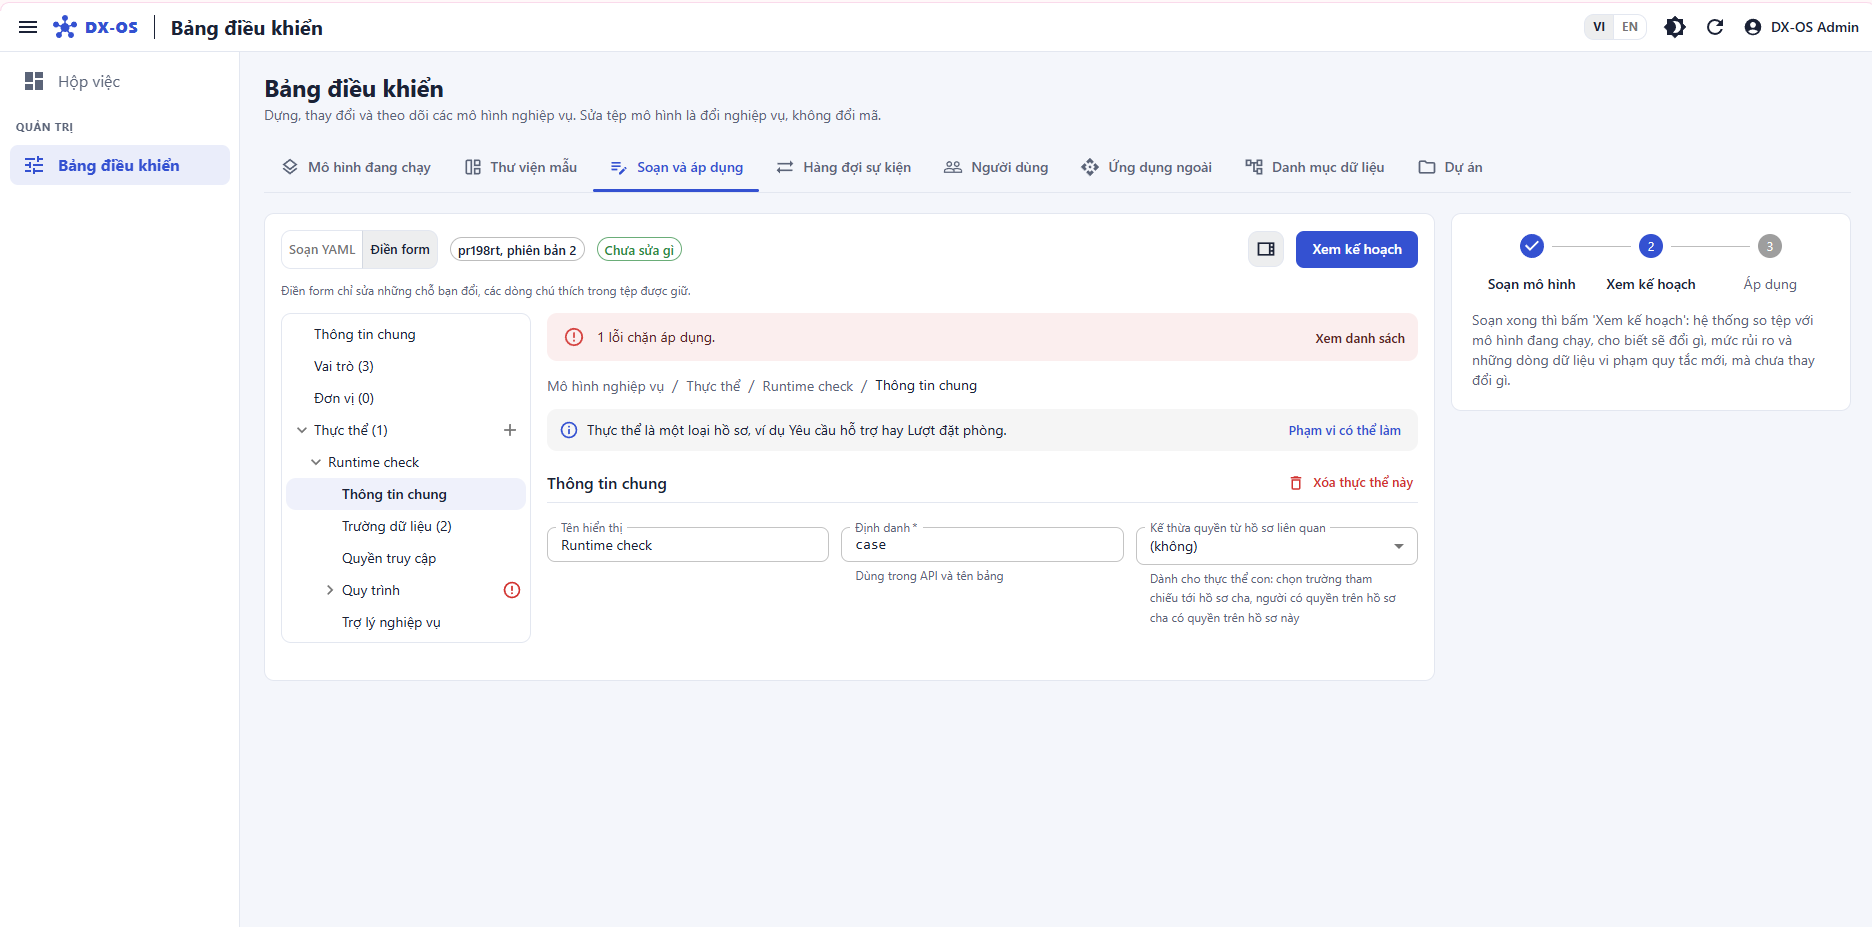 DX-OS
Bảng điều khiển
VI EN
DX-OS Admin
Hộp việc
QUẢN TRỊ
Bảng điều khiển
Bảng điều khiển
Dựng, thay đổi và theo dõi các mô hình nghiệp vụ. Sửa tệp mô hình là đổi nghiệp vụ, không đổi mã.
Mô hình đang chạy
Thư viện mẫu
Soạn và áp dụng
Hàng đợi sự kiện
Người dùng
Ứng dụng ngoài
Danh mục dữ liệu
Dự án
Soạn YAML
Điền form
pr198rt, phiên bản 2
Chưa sửa gì
Xem kế hoạch
Điền form chỉ sửa những chỗ bạn đổi, các dòng chú thích trong tệp được giữ.
Thông tin chung
Vai trò (3)
Đơn vị (0)
Thực thể (1)
Runtime check
Thông tin chung
Trường dữ liệu (2)
Quyền truy cập
Quy trình
Trợ lý nghiệp vụ
1 lỗi chặn áp dụng.
Xem danh sách
Mô hình nghiệp vụ / Thực thể / Runtime check / Thông tin chung
Thực thể là một loại hồ sơ, ví dụ Yêu cầu hỗ trợ hay Lượt đặt phòng.
Phạm vi có thể làm
Thông tin chung
Xóa thực thể này
Tên hiển thị
Runtime check
Định danh *
case
Dùng trong API và tên bảng
Kế thừa quyền từ hồ sơ liên quan
(không)
Dành cho thực thể con: chọn trường tham
chiếu tới hồ sơ cha, người có quyền trên hồ sơ
cha có quyền trên hồ sơ này
2
3
Soạn mô hình
Xem kế hoạch
Áp dụng
Soạn xong thì bấm 'Xem kế hoạch': hệ thống so tệp với
mô hình đang chạy, cho biết sẽ đổi gì, mức rủi ro và
những dòng dữ liệu vi phạm quy tắc mới, mà chưa thay
đổi gì.